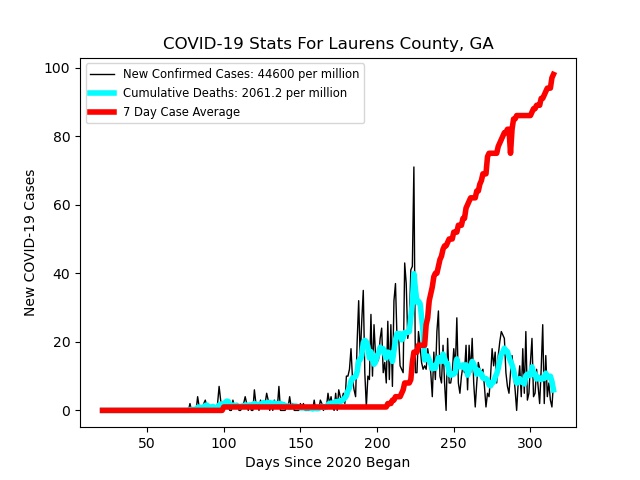 COVID-19 Stats For Laurens County, GA
New Confirmed Cases: 44600 per million
Cumulative Deaths: 2061.2 per million
7 Day Case Average
New COVID-19 Cases
100
80
60
40
20
0
50 100 150 200 250 300
Days Since 2020 Began